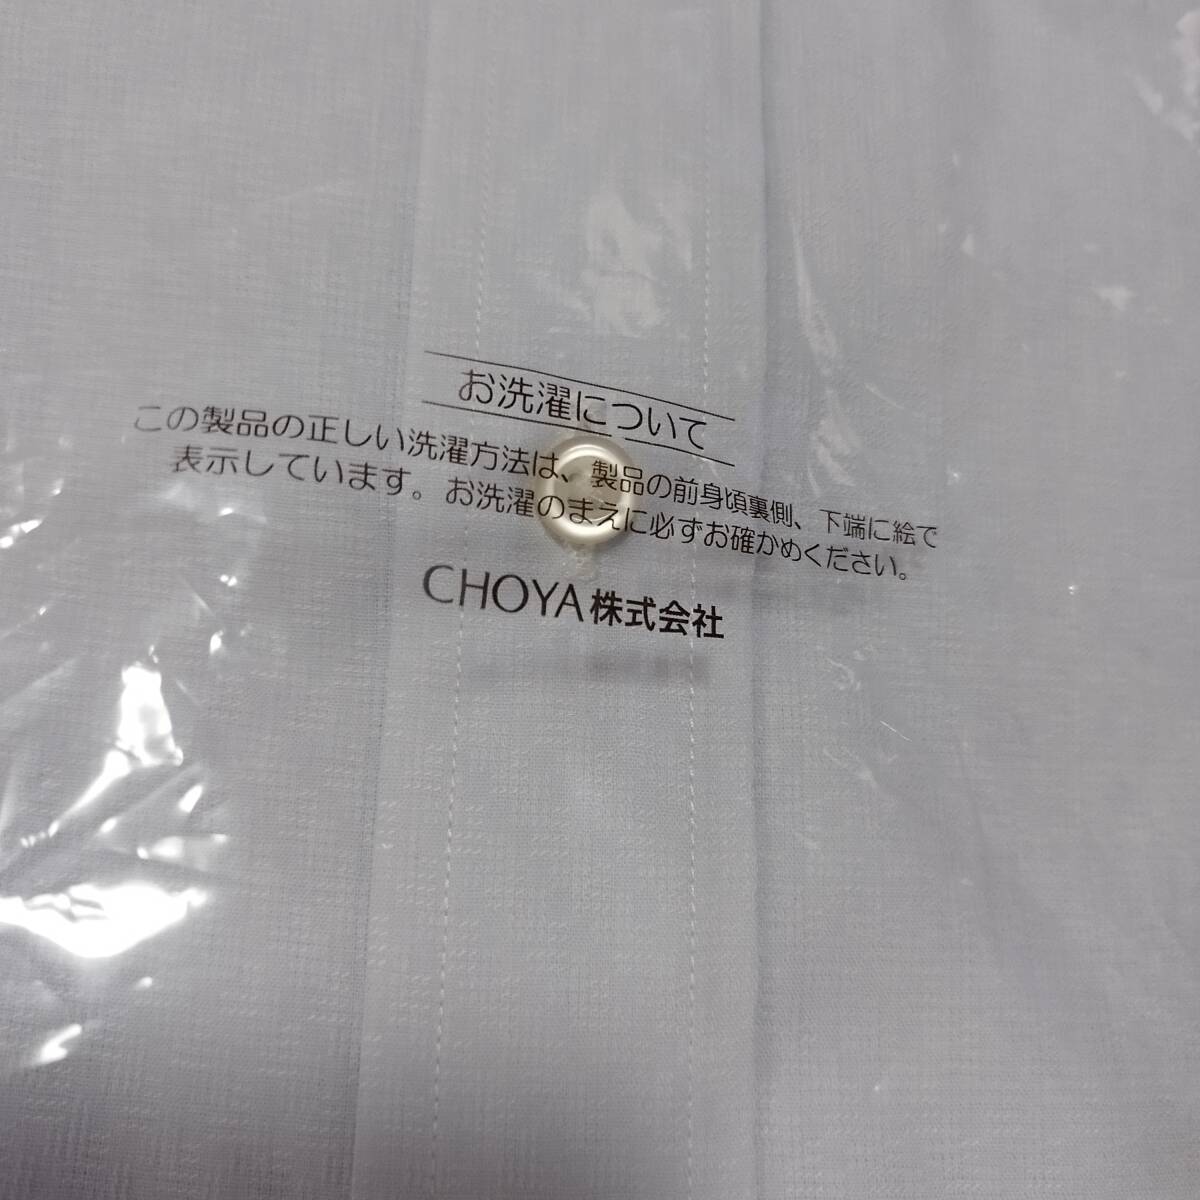 お洗濯について
この製品の正しい洗濯方法は、製品の前身頃裏側、下端に絵で
表示しています。お洗濯のまえに必ずお確かめください。
CHOYA株式会社